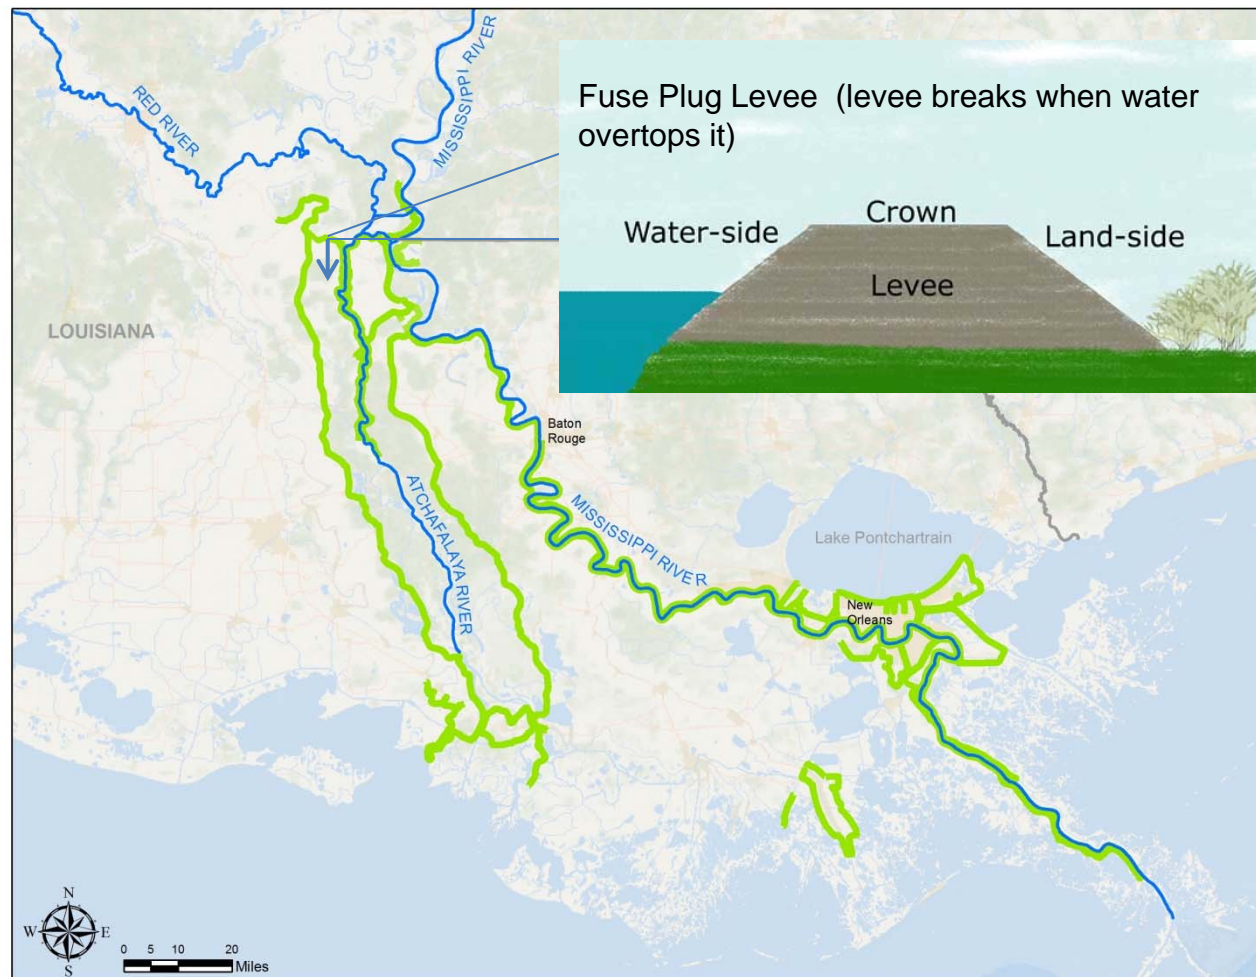 RED RIVER
MISSISSIPPI RIVER
Fuse Plug Levee (levee breaks when water
overtops it)
Crown
Water-side
Land-side
Levee
LOUISIANA
Baton
Rouge
ATCHAFALAYA RIVER
MISSISSIPPI RIVER
Lake Pontchartrain
New
Orleans
N
W
E
S
0 5 10 20
Miles